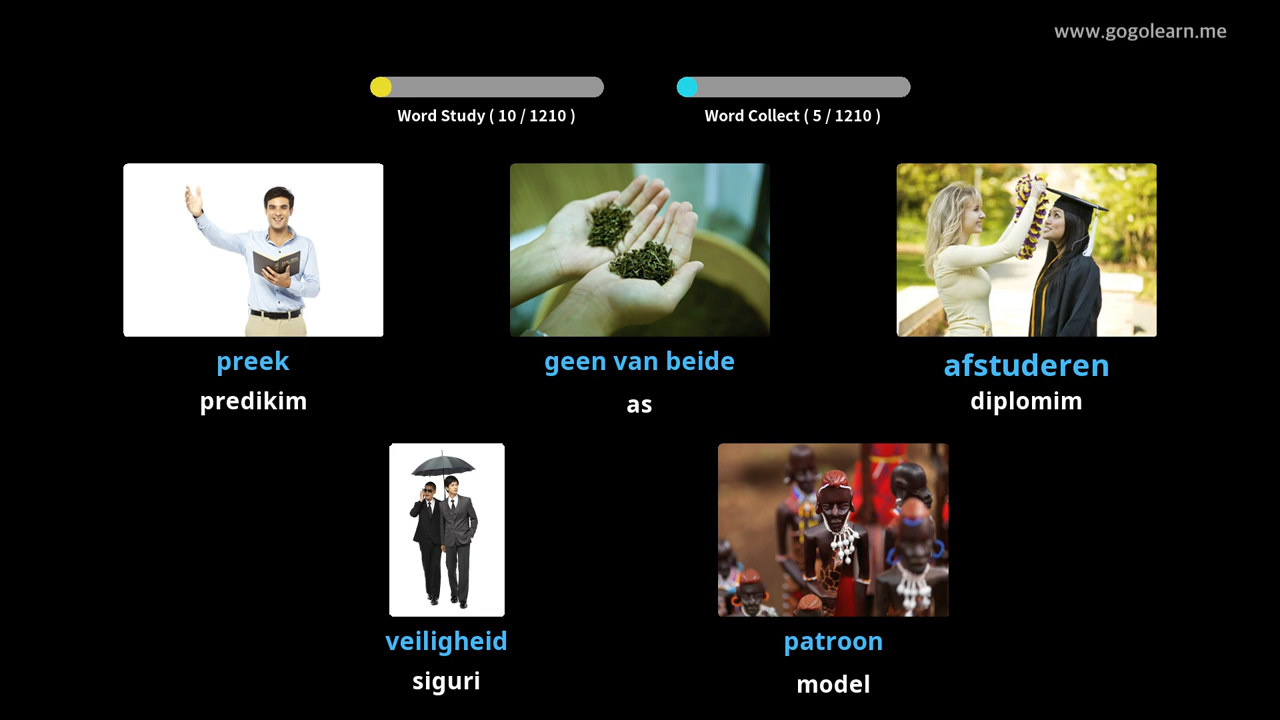 www.gogolearn.me
Word Study ( 10 / 1210 )
Word Collect ( 5 / 1210 )
preek
predikim
geen van beide
as
afstuderen
diplomim
veiligheid
siguri
patroon
model